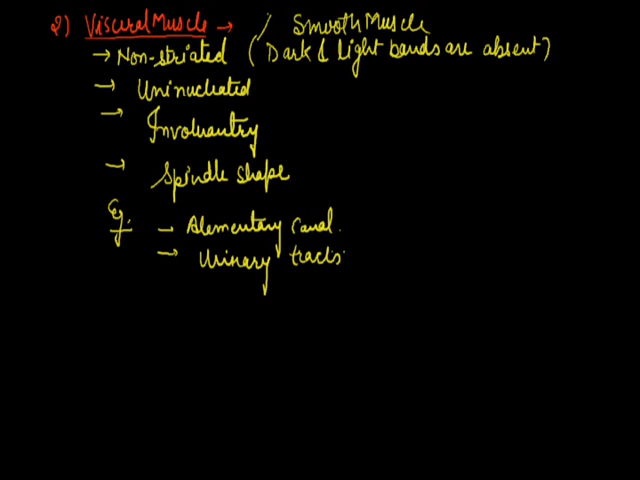 2) Visceral Muscle → / Smooth Muscle
→ Non-striated ( Dark & light bands are absent )
→ Uninucleated
→ Involuantry
→ Spindle shape
Eg. → Alementary Canal.
→ Urinary tracts